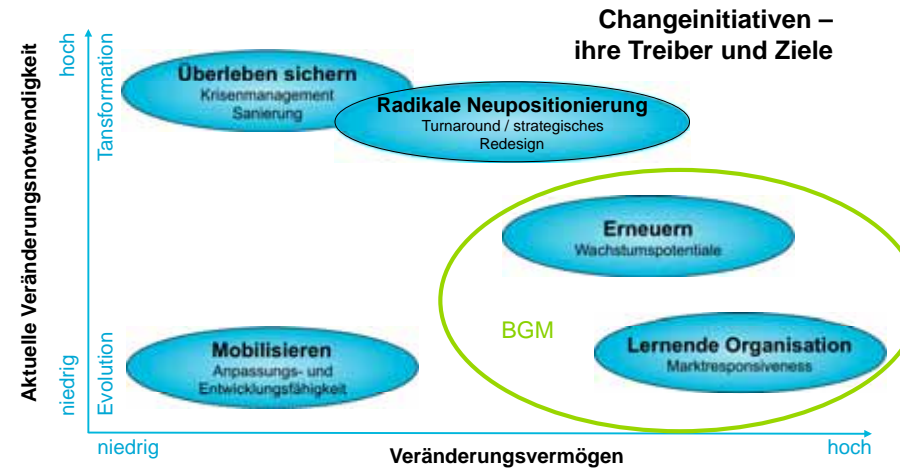 Changeinitiativen –
ihre Treiber und Ziele
Aktuelle Veränderungsnotwendigkeit
hoch
niedrig
Tansformation
Evolution
Überleben sichern
Krisenmanagement
Sanierung
Radikale Neupositionierung
Turnaround / strategisches
Redesign
Erneuern
Wachstumspotentiale
BGM
Mobilisieren
Anpassungs- und
Entwicklungsfähigkeit
Lernende Organisation
Marktresponsiveness
niedrig
Veränderungsvermögen
hoch